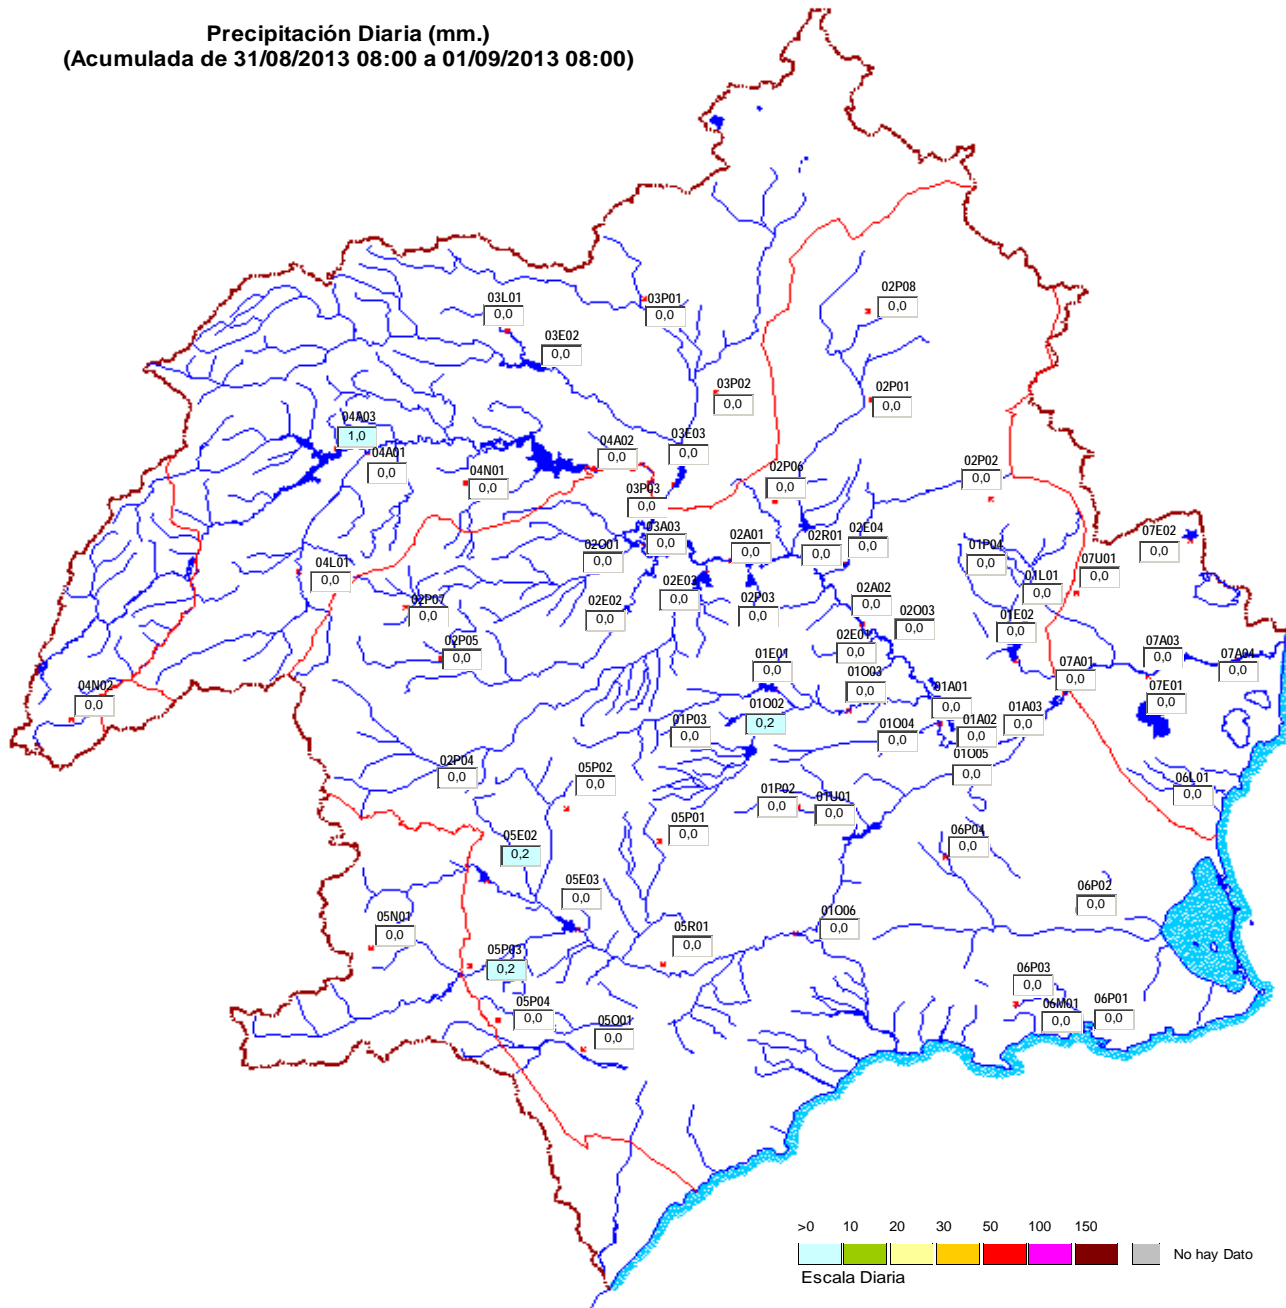 Precipitación Diaria (mm.)
(Acumulada de 31/08/2013 08:00 a 01/09/2013 08:00)
02P08
0,0
03L01
0,0
03P01
0,0
03E02
0,0
03P02
0,0
02P01
0,0
04A03
1,0
04A01
0,0
04A02
0,0
03E03
0,0
04N01
0,0
02P06
0,0
02P02
0,0
03P03
0,0
03A03
0,0
02O01
0,0
02A01
0,0
02R01
0,0
02E04
0,0
07E02
0,0
01P04
0,0
07U01
0,0
04L01
0,0
01L01
0,0
02E03
0,0
02P07
0,0
02E02
0,0
02P03
0,0
02A02
0,0
02O03
0,0
01E02
0,0
02P05
0,0
02E01
0,0
07A03
0,0
07A04
0,0
01E01
0,0
07A01
0,0
01O03
0,0
07E01
0,0
04N02
0,0
01A01
0,0
01O02
0,2
01P03
0,0
01O04
0,0
01A02
0,0
01A03
0,0
02P04
0,0
05P02
0,0
01O05
0,0
06L01
0,0
01P02
0,0
01U01
0,0
05P01
0,0
05E02
0,2
06P04
0,0
05E03
0,0
06P02
0,0
05N01
0,0
01O06
0,0
05R01
0,0
05P03
0,2
06P03
0,0
05P04
0,0
05O01
0,0
06M01
0,0
06P01
0,0
>0 10 20 30 50 100 150
No hay Dato
Escala Diaria